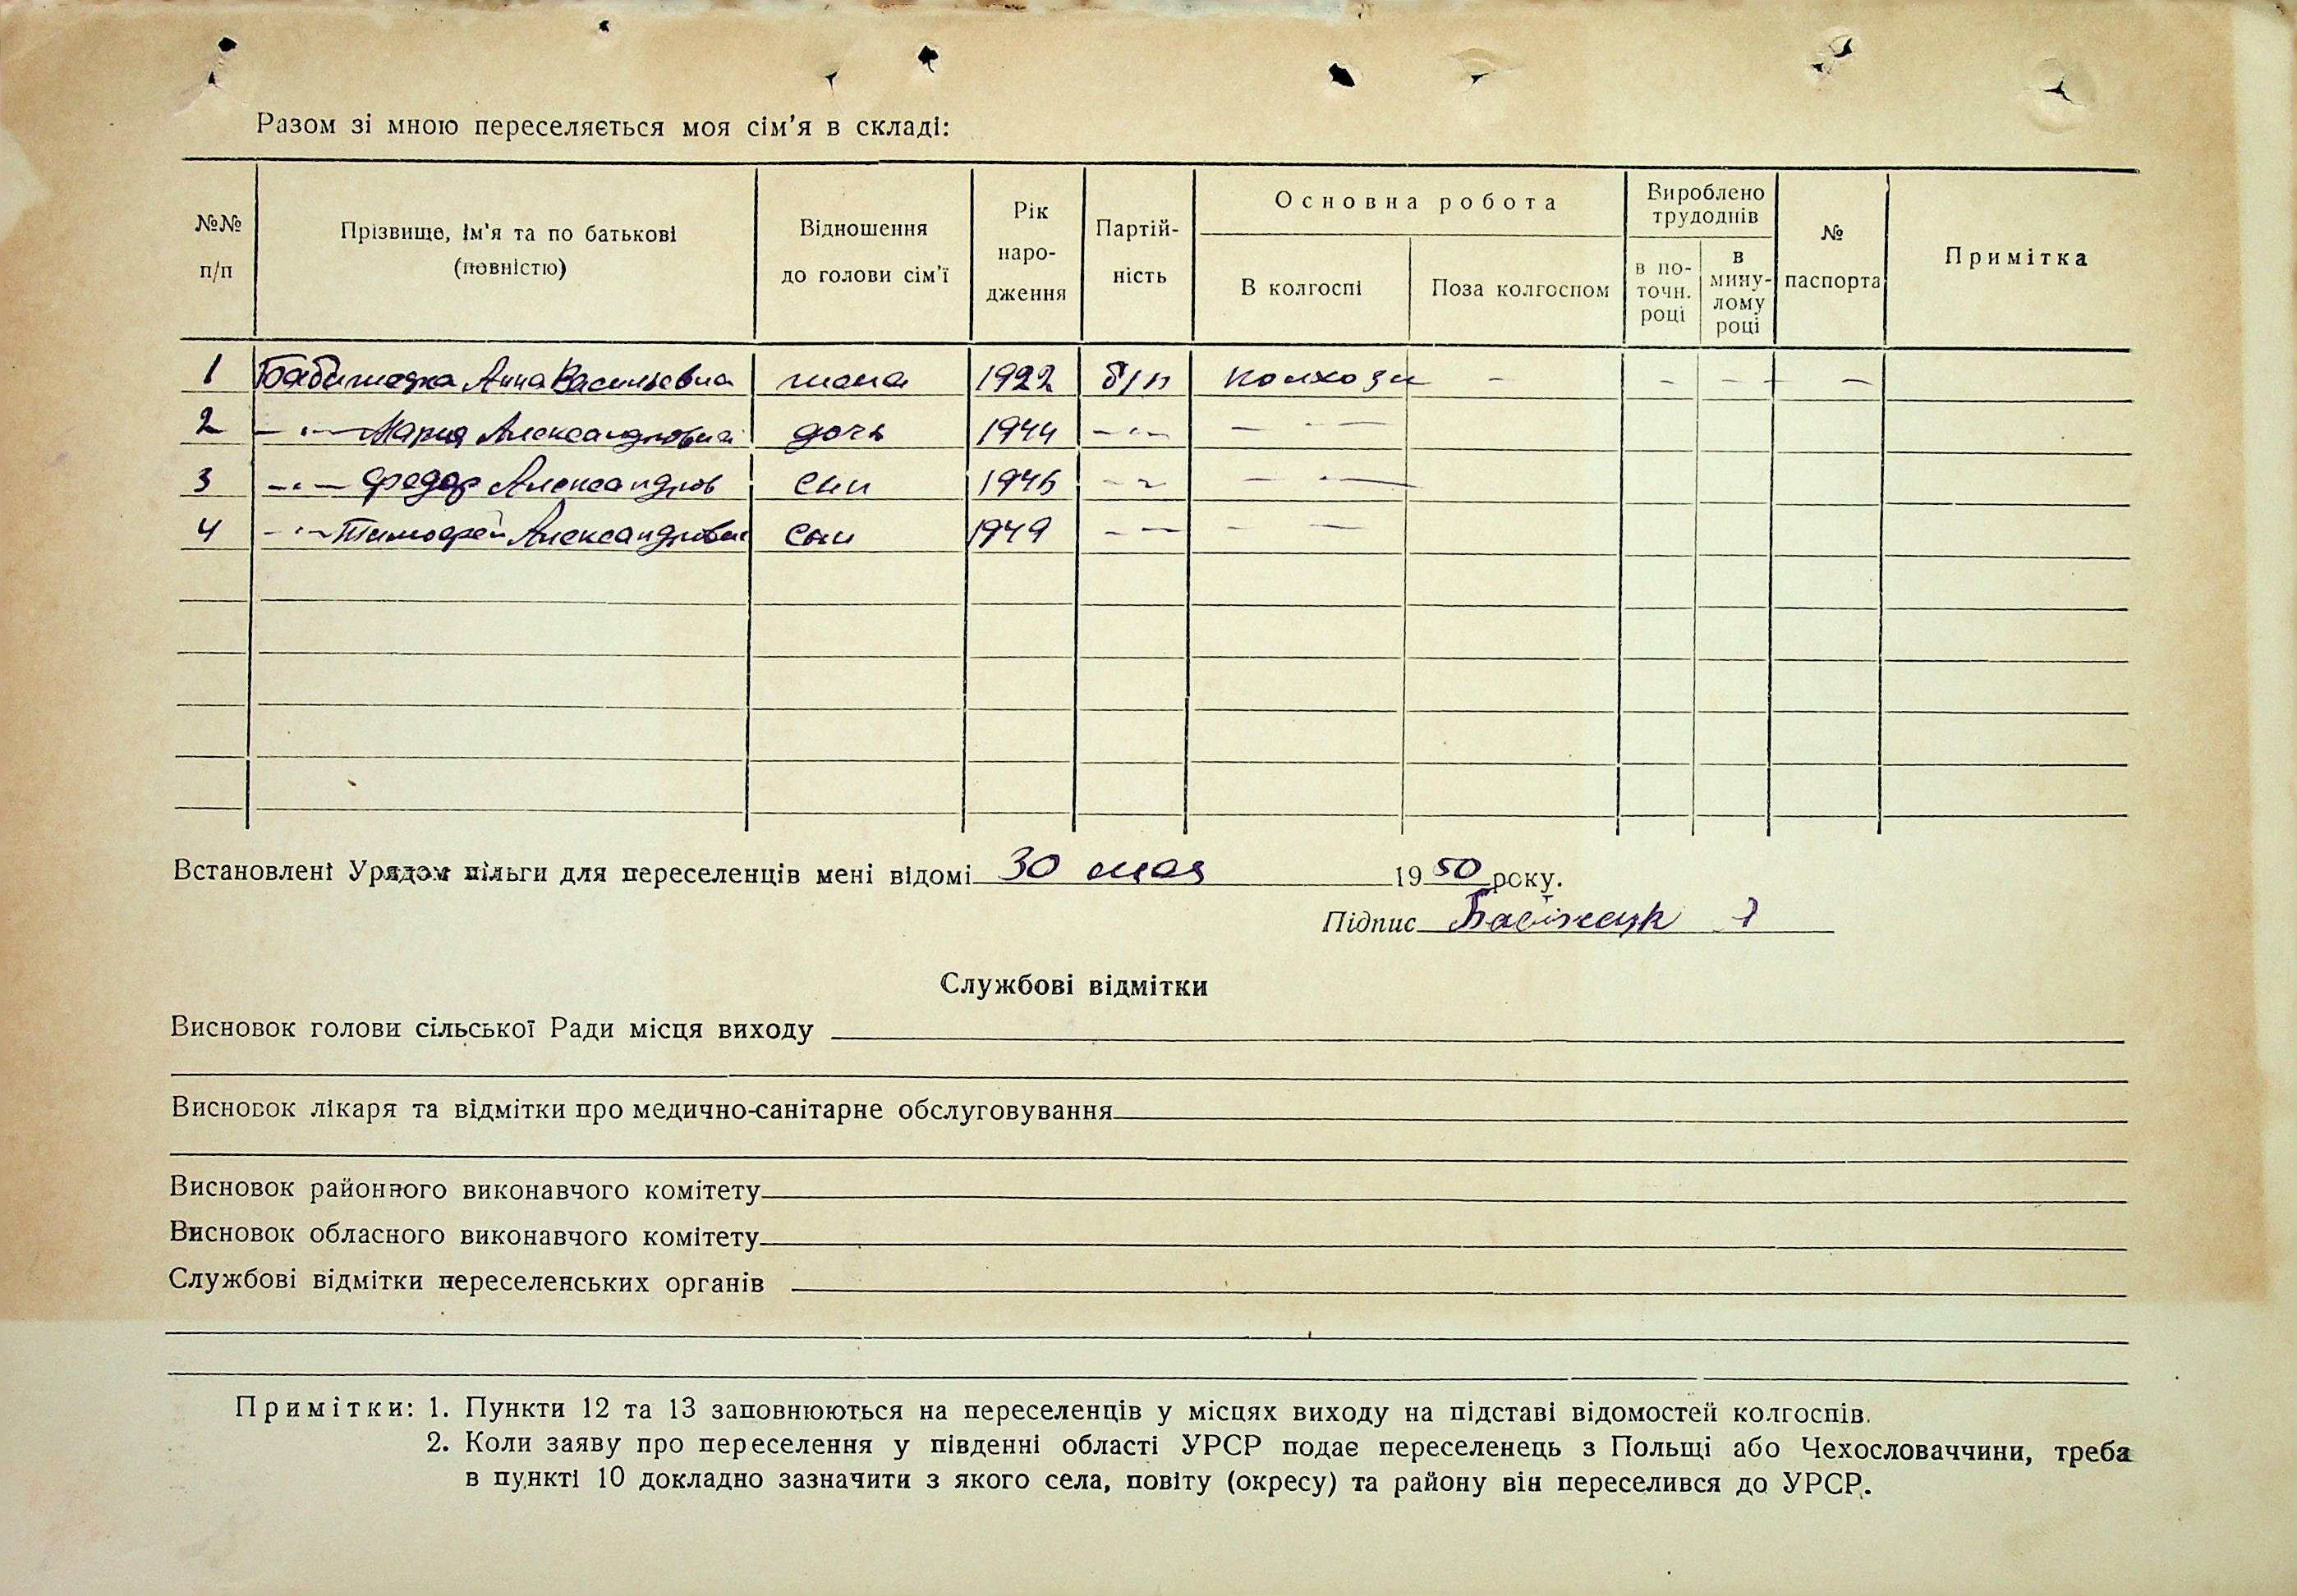 Разом зі мною переселяється моя сім'я в складі:
№№ п/п
Прізвище, ім'я та по батькові (повністю)
Відношення до голови сім'ї
Рік народження
Партійність
Основна робота
В колгоспі
Поза колгоспом
Вироблено трудоднів
в поточн. році
в минулому році
№ паспорта
Примітка
1 Анна Васильевна жена 1922 б/п колхозн - - - - -
2 -"- Мария Александровна дочь 1944 -"- - -
3 -"- Федор Александров сын 1946 -"- - -
4 -"- Тимофей Александрович сын 1949 - - - -
Встановлені Урядом пільги для переселенців мені відомі 30 мая 1950 року.
Підпис
Службові відмітки
Висновок голови сільської Ради місця виходу
Висновок лікаря та відмітки про медично-санітарне обслуговування
Висновок районного виконавчого комітету
Висновок обласного виконавчого комітету
Службові відмітки переселенських органів
Примітки: 1. Пункти 12 та 13 заповнюються на переселенців у місцях виходу на підставі відомостей колгоспів.
2. Коли заяву про переселення у південні області УРСР подає переселенець з Польщі або Чехословаччини, треба
в пункті 10 докладно зазначити з якого села, повіту (окресу) та району він переселився до УРСР.